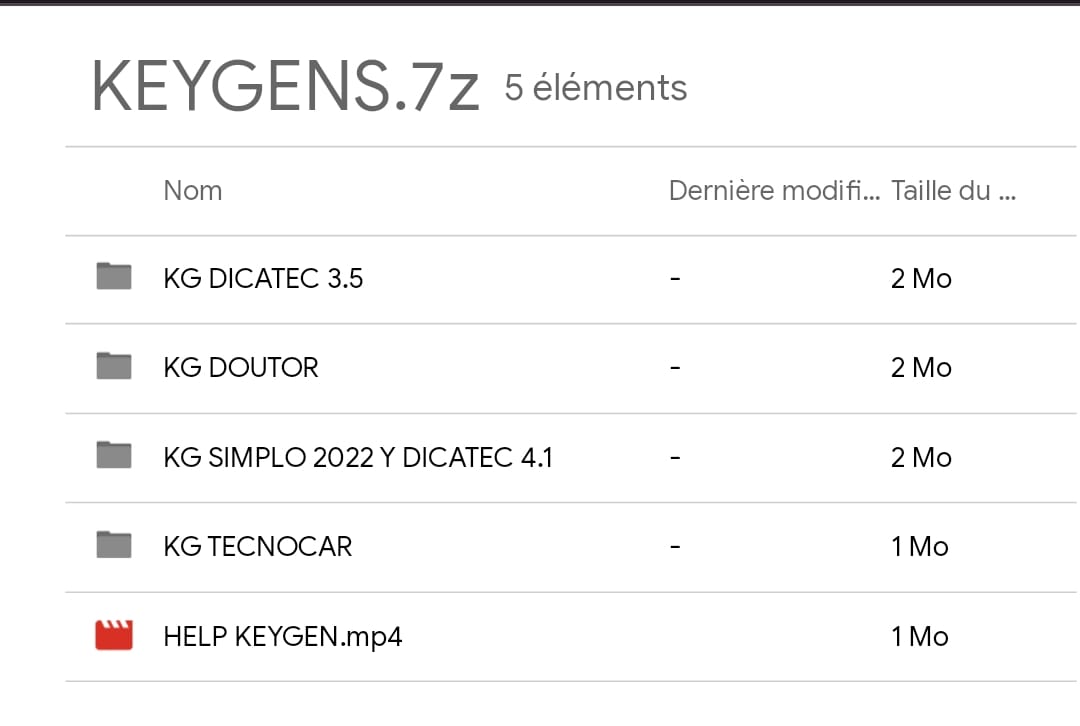 KEYGENS.7z 5 éléments
Nom Dernière modifi... Taille du ...
KG DICATEC 3.5 - 2 Mo
KG DOUTOR - 2 Mo
KG SIMPLO 2022 Y DICATEC 4.1 - 2 Mo
KG TECNOCAR - 1 Mo
HELP KEYGEN.mp4 1 Mo